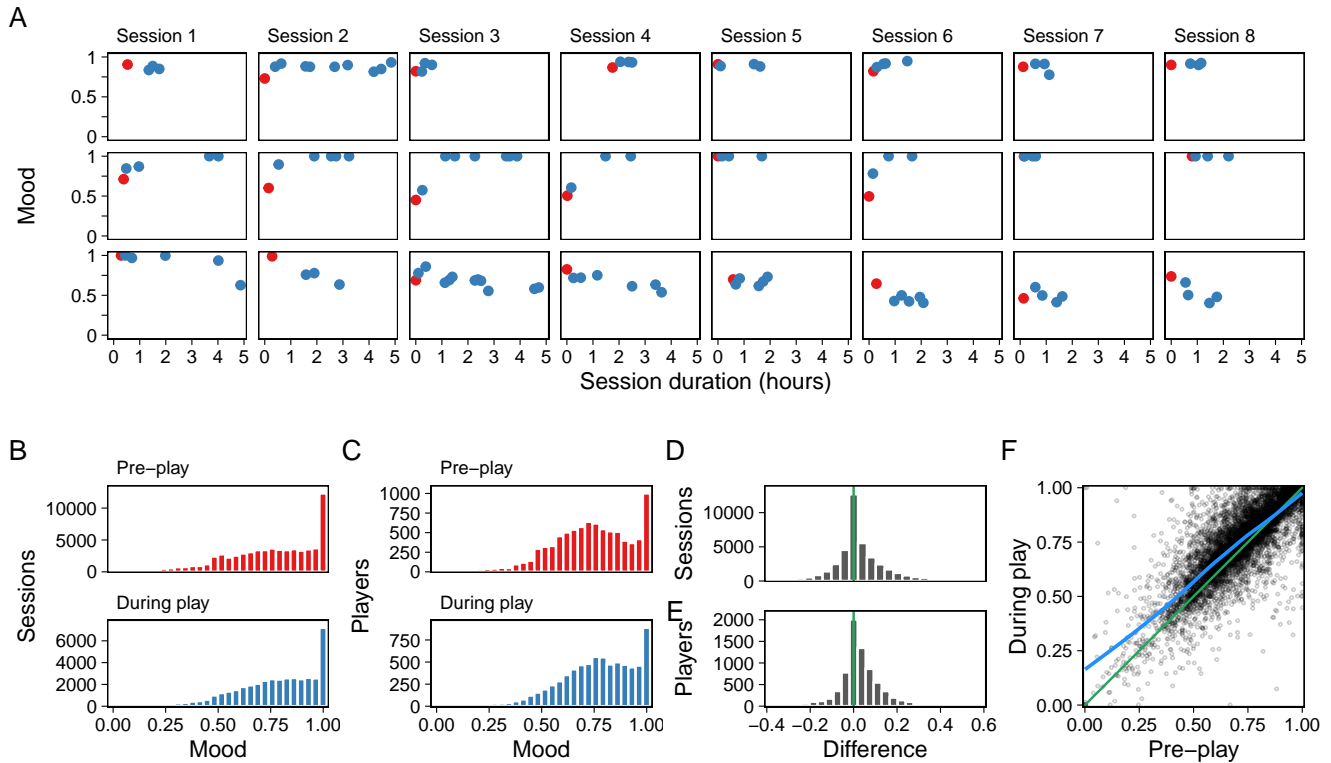 A
Session 1 Session 2 Session 3 Session 4 Session 5 Session 6 Session 7 Session 8
1
0.5
0
1
0.5
0
1
0.5
0
Mood
0 1 2 3 4 5 0 1 2 3 4 5 0 1 2 3 4 5 0 1 2 3 4 5 0 1 2 3 4 5 0 1 2 3 4 5 0 1 2 3 4 5 0 1 2 3 4 5
Session duration (hours)
B
Pre−play
10000
5000
0
During play
6000
4000
2000
0
Sessions
0.00 0.25 0.50 0.75 1.00
Mood
C
Pre−play
1000
750
500
250
0
During play
750
500
250
0
Players
0.00 0.25 0.50 0.75 1.00
Mood
D
Sessions
10000
5000
0
E
Players
2000
1500
1000
500
0
−0.4 −0.2 0.0 0.2 0.4 0.6
Difference
F
During play
1.00
0.75
0.50
0.25
0.00
0.00 0.25 0.50 0.75 1.00
Pre−play